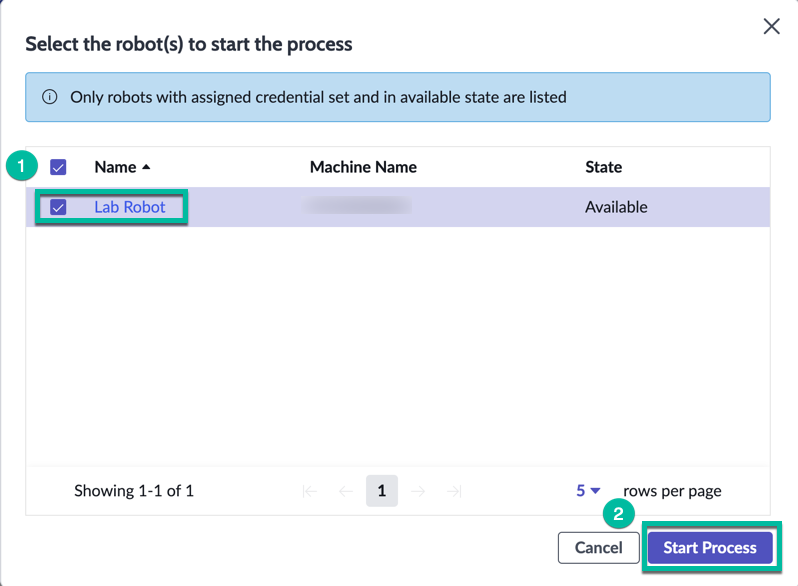 Select the robot(s) to start the process
Only robots with assigned credential set and in available state are listed
1
Name Machine Name State
Lab Robot Available
Showing 1-1 of 1 1 5 rows per page
2
Cancel Start Process